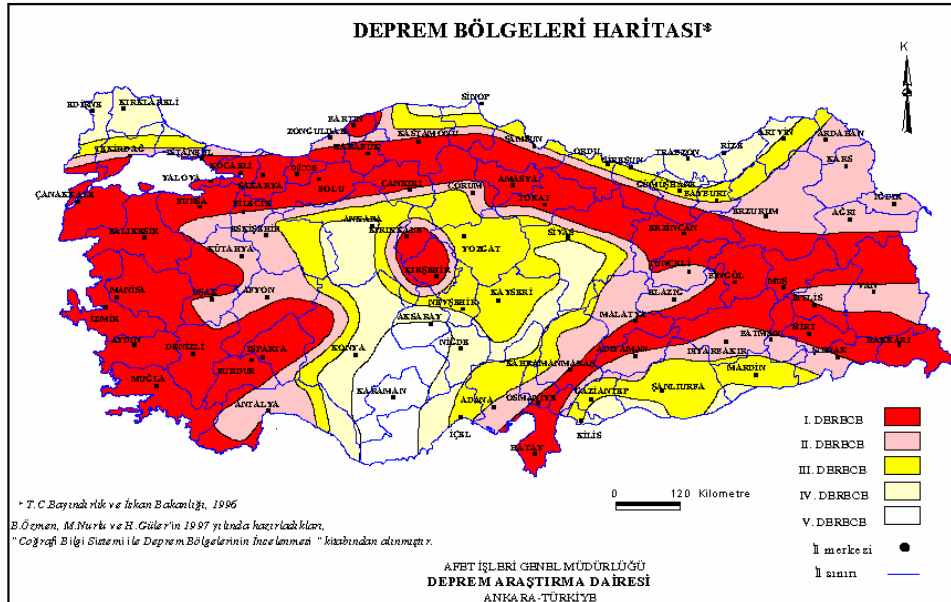 DEPREM BÖLGELERİ HARİTASI*
K
EDİRNE
KIRKLARELİ
TEKİRDAĞ
İSTANBUL
KOCAELİ
YALOVA
SAKARYA
DÜZCE
BOLU
ZONGULDAK
BARTIN
KARABÜK
KASTAMONU
SİNOP
SAMSUN
ORDU
GİRESUN
TRABZON
RİZE
ARTVİN
ARDAHAN
KARS
IĞDIR
AĞRI
ÇANAKKALE
BURSA
BİLECİK
ÇANKIRI
ÇORUM
AMASYA
TOKAT
GÜMÜŞHANE
BAYBURT
ERZURUM
ERZİNCAN
BALIKESİR
KÜTAHYA
ESKİŞEHİR
ANKARA
KIRIKKALE
YOZGAT
SİVAS
TUNCELİ
BİNGÖL
MUŞ
BİTLİS
VAN
MANİSA
İZMİR
UŞAK
AFYON
KIRŞEHİR
NEVŞEHİR
KAYSERİ
MALATYA
ELAZIĞ
AKSARAY
NİĞDE
AYDIN
DENİZLİ
ISPARTA
BURDUR
KONYA
KAHRAMANMARAŞ
ADIYAMAN
DİYARBAKIR
BATMAN
SİİRT
ŞIRNAK
HAKKARİ
MUĞLA
ANTALYA
KARAMAN
İÇEL
ADANA
OSMANİYE
GAZİANTEP
KİLİS
ŞANLIURFA
MARDİN
HATAY
I. DERECE
II. DERECE
III. DERECE
IV. DERECE
V. DERECE
İl merkezi
İl sınırı
0 120 Kilometre
* T.C.Bayındırlık ve İskan Bakanlığı, 1996
B.Özmen, M.Nurlu ve H.Güler'in 1997 yılında hazırladıkları,
"Coğrafi Bilgi Sistemi ile Deprem Bölgelerinin İncelenmesi" kitabından alınmıştır.
AFET İŞLERİ GENEL MÜDÜRLÜĞÜ
DEPREM ARAŞTIRMA DAİRESİ
ANKARA-TÜRKİYE